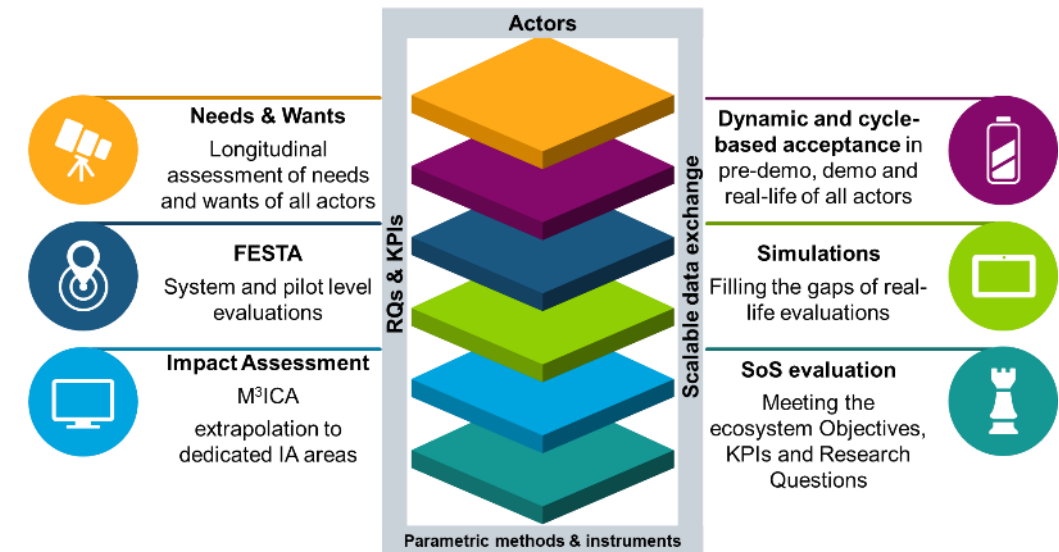 Actors
Needs & Wants
Longitudinal
assessment of needs
and wants of all actors
FESTA
System and pilot level
evaluations
Impact Assessment
M³ICA
extrapolation to
dedicated IA areas
RQs & KPIs
Scalable data exchange
Dynamic and cycle-
based acceptance in
pre-demo, demo and
real-life of all actors
Simulations
Filling the gaps of real-
life evaluations
SoS evaluation
Meeting the
ecosystem Objectives,
KPIs and Research
Questions
Parametric methods & instruments